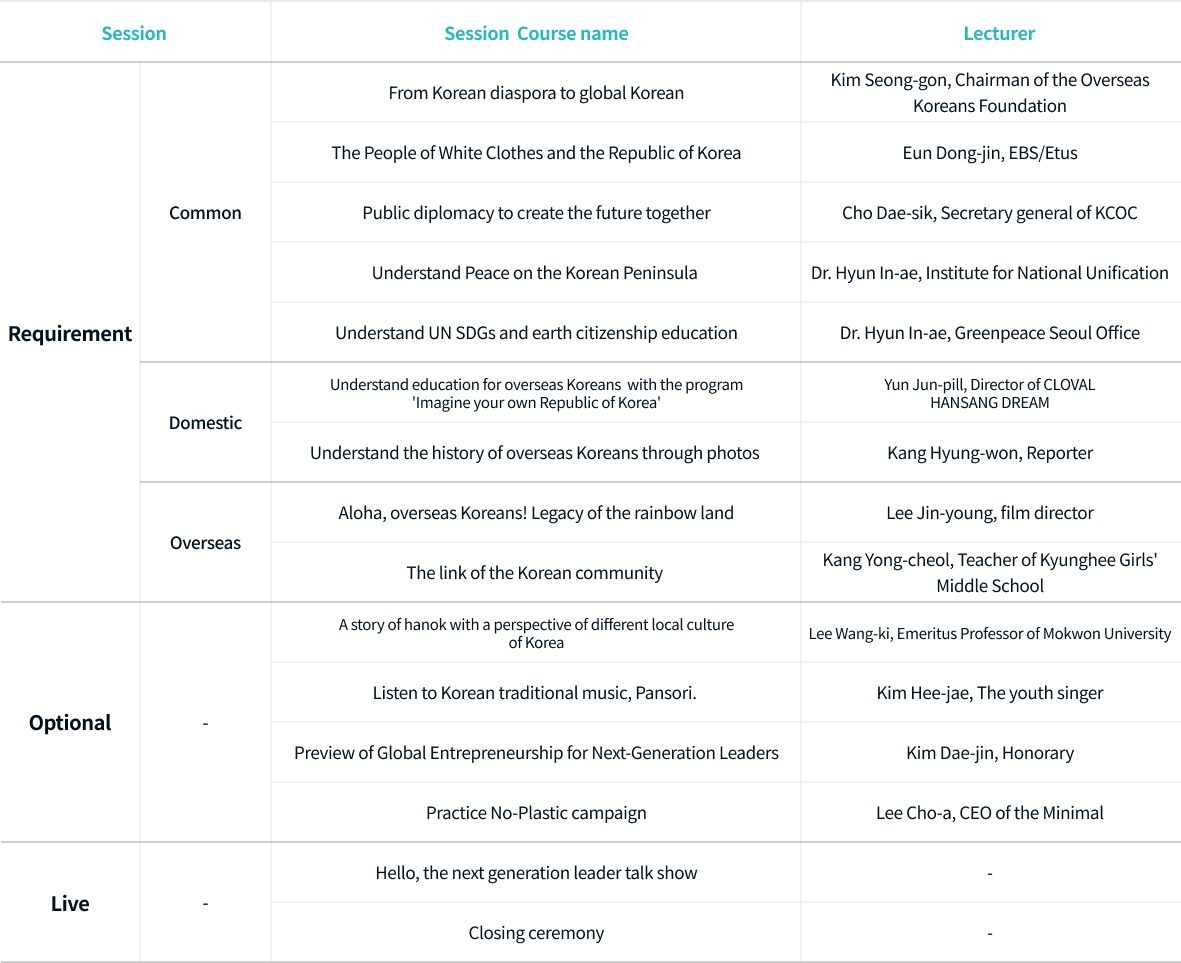 Session Session Course name Lecturer
From Korean diaspora to global Korean
Kim Seong-gon, Chairman of the Overseas
Koreans Foundation
The People of White Clothes and the Republic of Korea
Eun Dong-jin, EBS/Etus
Common
Public diplomacy to create the future together
Cho Dae-sik, Secretary general of KCOC
Understand Peace on the Korean Peninsula
Dr. Hyun In-ae, Institute for National Unification
Requirement
Understand UN SDGs and earth citizenship education
Dr. Hyun In-ae, Greenpeace Seoul Office
Domestic
Understand education for overseas Koreans with the program
'Imagine your own Republic of Korea'
Yun Jun-pill, Director of CLOVAL
HANSANG DREAM
Understand the history of overseas Koreans through photos
Kang Hyung-won, Reporter
Overseas
Aloha, overseas Koreans! Legacy of the rainbow land
Lee Jin-young, film director
The link of the Korean community
Kang Yong-cheol, Teacher of Kyunghee Girls'
Middle School
Optional
-
A story of hanok with a perspective of different local culture
of Korea
Lee Wang-ki, Emeritus Professor of Mokwon University
Listen to Korean traditional music, Pansori.
Kim Hee-jae, The youth singer
Preview of Global Entrepreneurship for Next-Generation Leaders
Kim Dae-jin, Honorary
Practice No-Plastic campaign
Lee Cho-a, CEO of the Minimal
Live
-
Hello, the next generation leader talk show
-
Closing ceremony
-